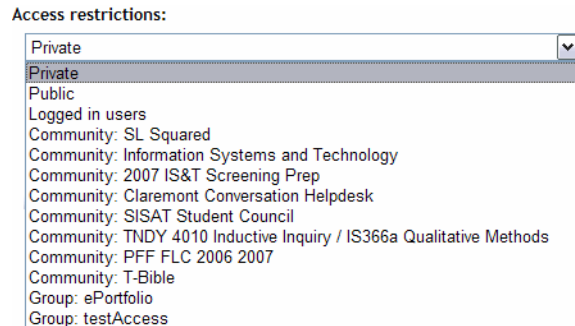 Access restrictions:
Private
Private
Public
Logged in users
Community: SL Squared
Community: Information Systems and Technology
Community: 2007 IS&T Screening Prep
Community: Claremont Conversation Helpdesk
Community: SISAT Student Council
Community: TNDY 4010 Inductive Inquiry / IS366a Qualitative Methods
Community: PFF FLC 2006 2007
Community: T-Bible
Group: ePortfolio
Group: testAccess